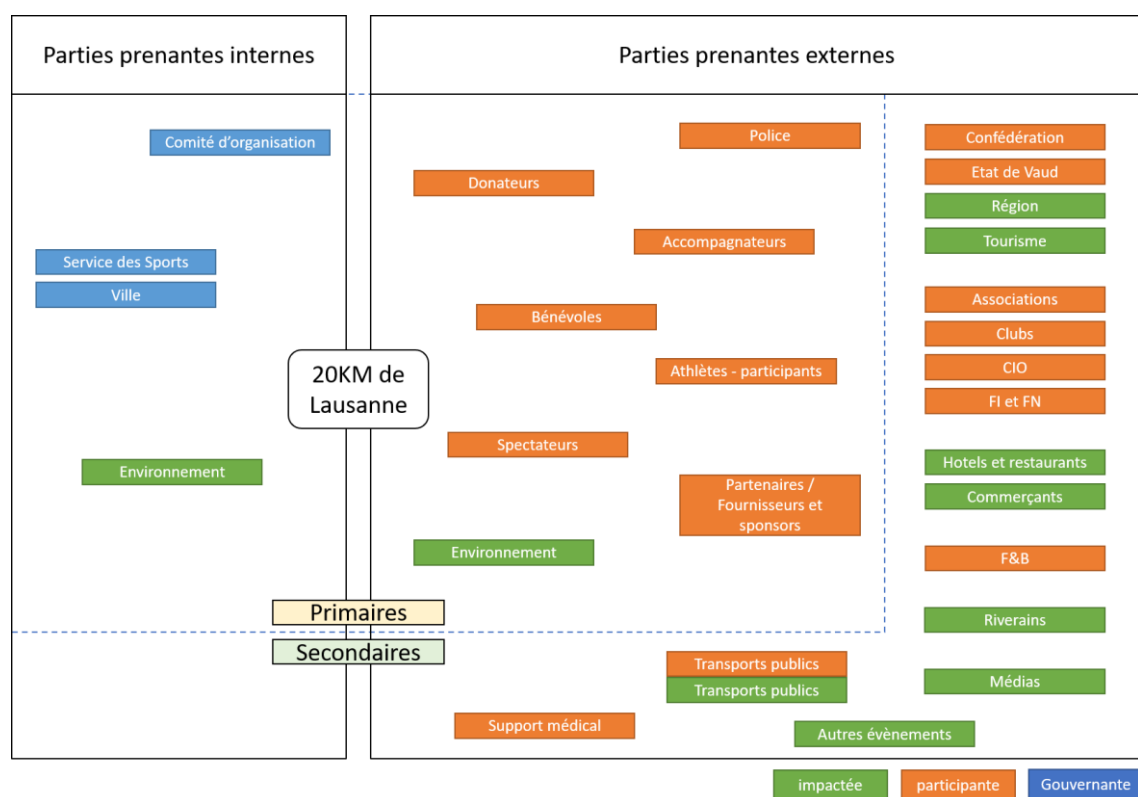 Parties prenantes internes
Parties prenantes externes
Comité d'organisation
Service des Sports
Ville
Environnement
20KM de
Lausanne
Police
Donateurs
Accompagnateurs
Bénévoles
Athlètes - participants
Spectateurs
Partenaires /
Fournisseurs et
sponsors
Environnement
Primaires
Secondaires
Transports publics
Transports publics
Support médical
Autres évènements
Confédération
Etat de Vaud
Région
Tourisme
Associations
Clubs
CIO
FI et FN
Hotels et restaurants
Commerçants
F&B
Riverains
Médias
impactée
participante
Gouvernante